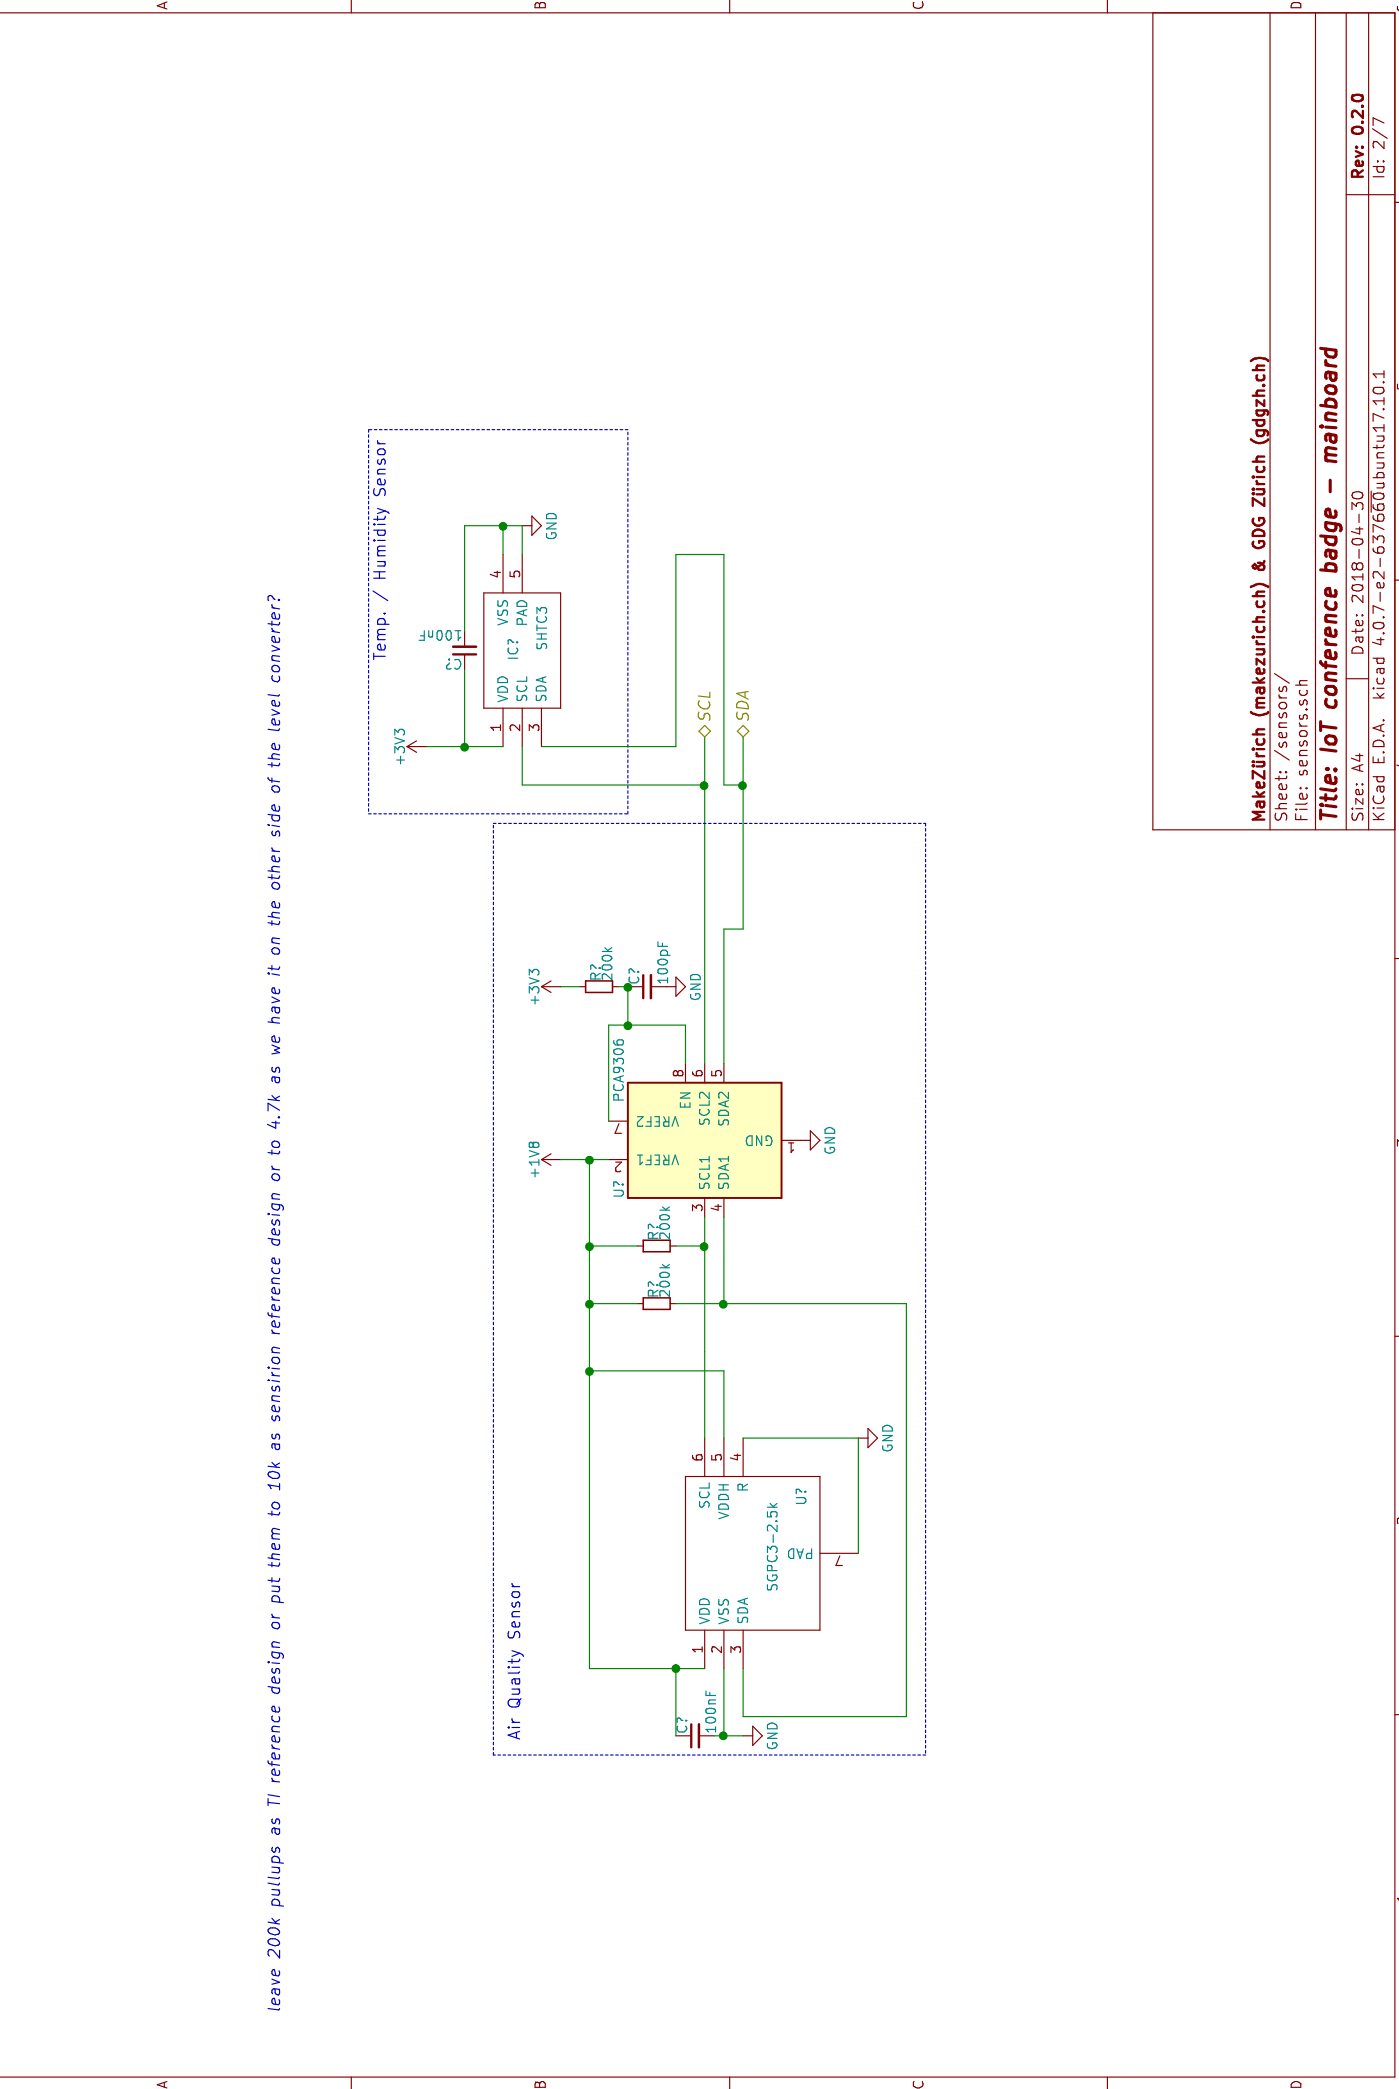 leave 200k pullups as TI reference design or put them to 10k as sensirion reference design or to 4.7k as we have it on the other side of the level converter?
Temp. / Humidity Sensor
+3V3
C?
100nF
1
VDD
2
SCL
3
SDA
IC?
SHTC3
VSS
4
PAD
5
GND
SCL
SDA
Air Quality Sensor
C?
100nF
GND
1
VDD
2
VSS
3
SDA
SGPC3-2.5k
U?
SCL
6
VDDH
5
R
4
PAD
7
GND
R?
200k
R?
200k
+1V8
U?
PCA9306
2
VREF1
7
VREF2
3
SCL1
4
SDA1
EN
8
SCL2
6
SDA2
5
GND
1
GND
+3V3
R?
200k
C?
100pF
GND
MakeZürich (makezurich.ch) & GDG Zürich (gdgzh.ch)
Sheet: /sensors/
File: sensors.sch
Title: IoT conference badge - mainboard
Size: A4
Date: 2018-04-30
Rev: 0.2.0
KiCad E.D.A. kicad 4.0.7-e2-637660ubuntu17.10.1
Id: 2/7
A
B
C
D
A
B
C
D